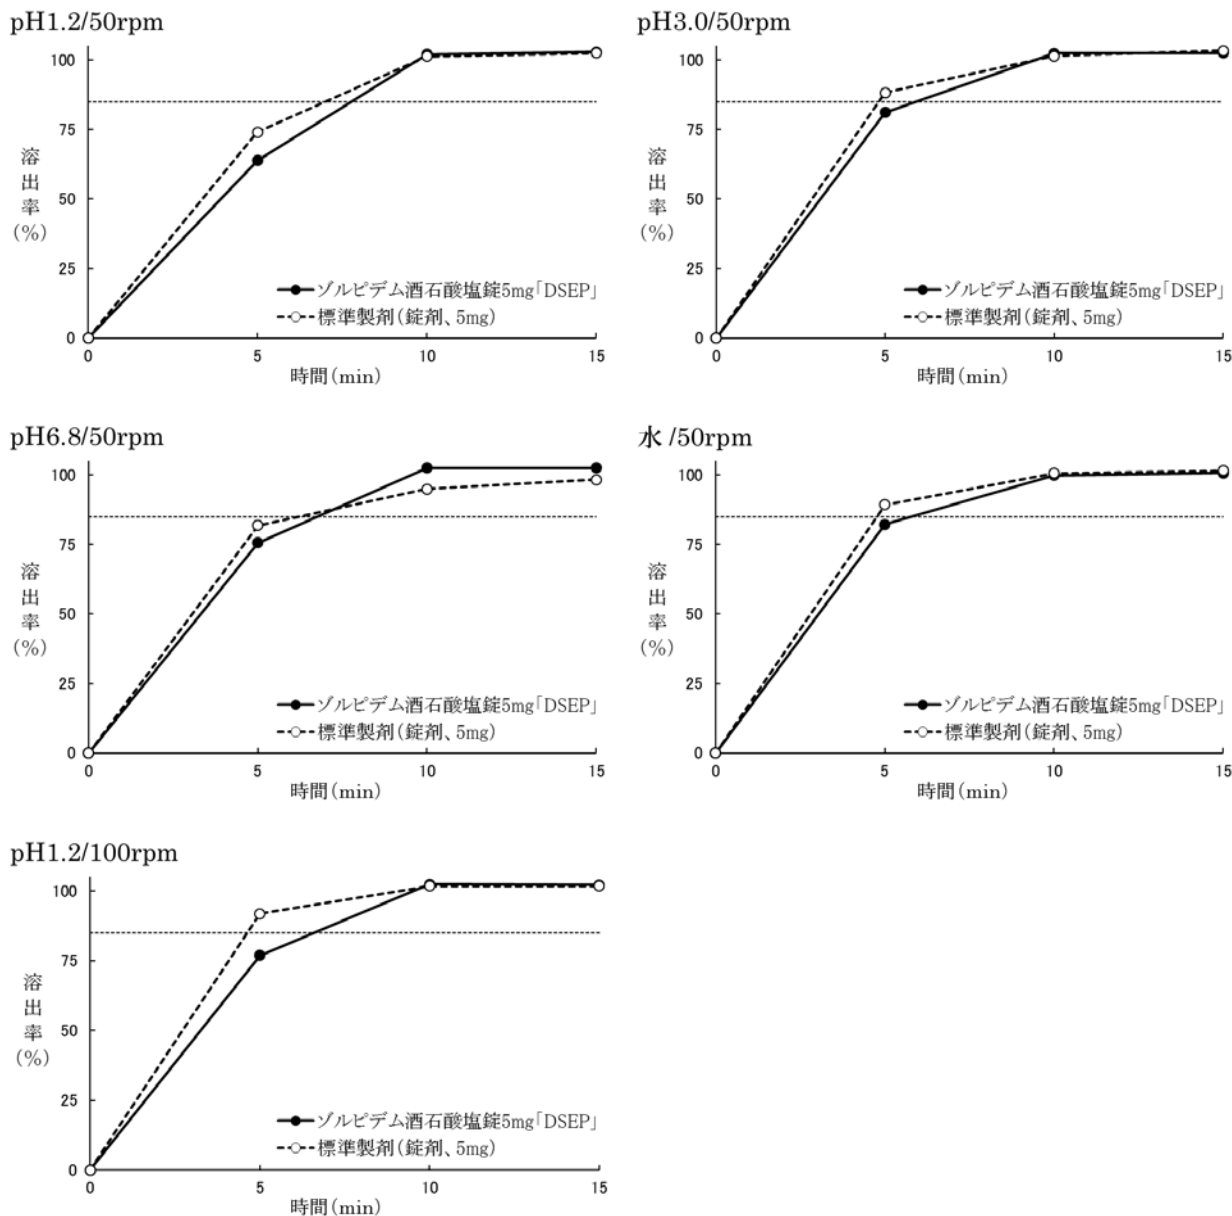 pH1.2/50rpm
100
75
50
25
0
溶出率(%)
0 5 10 15
時間(min)
ゾルピデム酒石酸塩錠5mg「DSEP」
標準製剤(錠剤、5mg)
pH3.0/50rpm
100
75
50
25
0
溶出率(%)
0 5 10 15
時間(min)
ゾルピデム酒石酸塩錠5mg「DSEP」
標準製剤(錠剤、5mg)
pH6.8/50rpm
100
75
50
25
0
溶出率(%)
0 5 10 15
時間(min)
ゾルピデム酒石酸塩錠5mg「DSEP」
標準製剤(錠剤、5mg)
水 /50rpm
100
75
50
25
0
溶出率(%)
0 5 10 15
時間(min)
ゾルピデム酒石酸塩錠5mg「DSEP」
標準製剤(錠剤、5mg)
pH1.2/100rpm
100
75
50
25
0
溶出率(%)
0 5 10 15
時間(min)
ゾルピデム酒石酸塩錠5mg「DSEP」
標準製剤(錠剤、5mg)